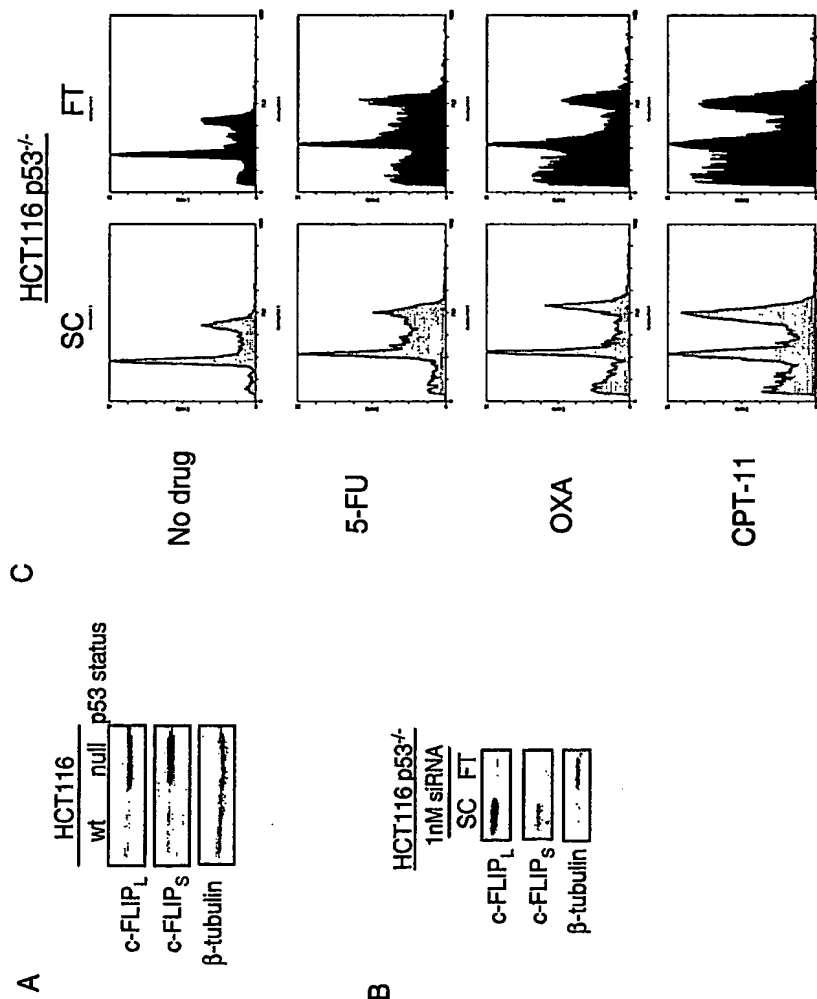 A
HCT116
wt null p53 status
c-FLIPL
c-FLIPS
β-tubulin
B
HCT116 p53-/-
1nM siRNA
SC FT
c-FLIPL
c-FLIPS
β-tubulin
C
HCT116 p53-/-
SC FT
No drug
5-FU
OXA
CPT-11